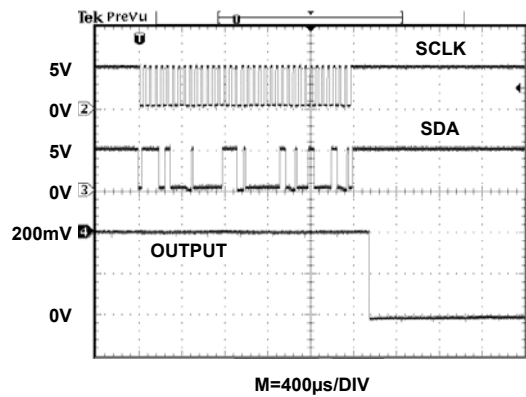 Tek PreVu
U
U
SCLK
5V
0V 2
SDA
5V
0V 3
200mV 4
OUTPUT
0V
M=400µs/DIV